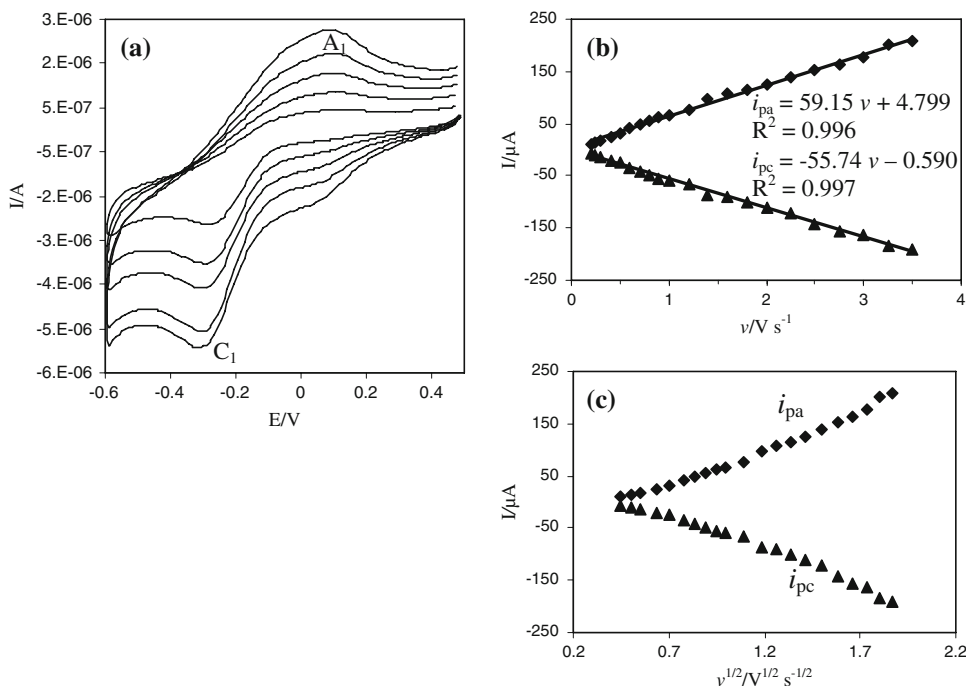 (a)
3.E-06
2.E-06
5.E-07
-5.E-07
-2.E-06
-3.E-06
-4.E-06
-5.E-06
-6.E-06
I/A
A1
C1
-0.6 -0.4 -0.2 0 0.2 0.4
E/V
(b)
250
150
50
-50
-150
-250
I/µA
ipa = 59.15 v + 4.799
R² = 0.996
ipc = -55.74 v – 0.590
R² = 0.997
0 1 2 3 4
v/V s⁻¹
(c)
250
150
50
-50
-150
-250
I/µA
ipa
ipc
0.2 0.7 1.2 1.7 2.2
v^1/2/V^1/2 s^-1/2